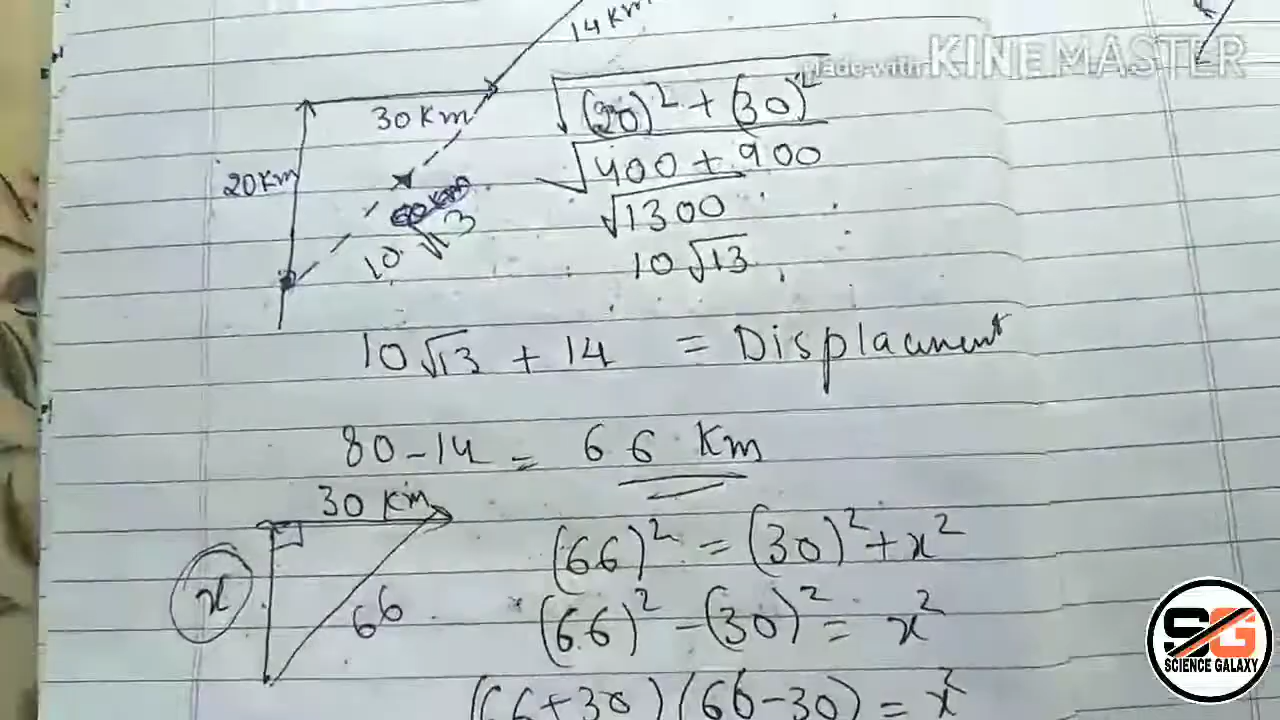 14 Km
Made with KINEMASTER
30 Km
20 Km
√(20)² + (30)²
√400 + 900
√1300
10√13
10√13
10√13 + 14 = Displacment
80 - 14 = 66 Km
30 Km
x
66
(66)² = (30)² + x²
(66)² - (30)² = x²
(66+30) (66-30) = x²
SG
SCIENCE GALAXY